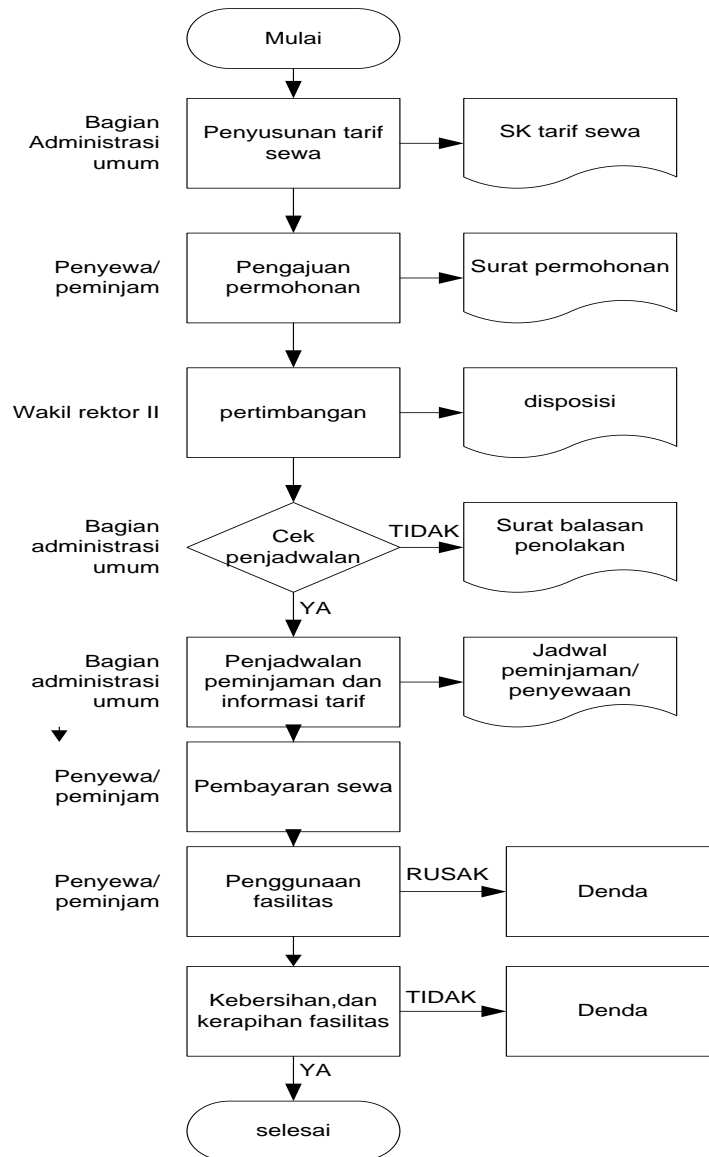 Mulai
Bagian
Administrasi
umum
Penyusunan tarif
sewa
SK tarif sewa
Penyewa/
peminjam
Pengajuan
permohonan
Surat permohonan
Wakil rektor II
pertimbangan
disposisi
Bagian
administrasi
umum
Cek
penjadwalan
TIDAK
Surat balasan
penolakan
YA
Bagian
administrasi
umum
Penjadwalan
peminjaman dan
informasi tarif
Jadwal
peminjaman/
penyewaan
Penyewa/
peminjam
Pembayaran sewa
Penyewa/
peminjam
Penggunaan
fasilitas
RUSAK
Denda
Kebersihan,dan
kerapihan fasilitas
TIDAK
Denda
YA
selesai